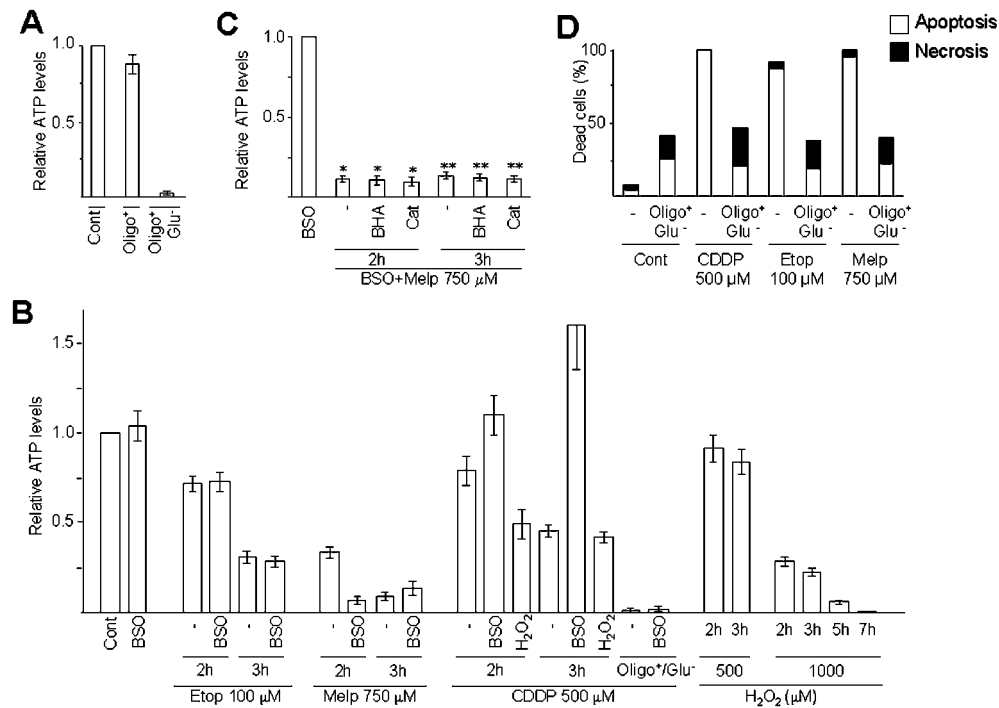 A
Relative ATP levels
1.0
0.5
Cont
Oligo⁺
Oligo⁺
Glu⁻
C
Relative ATP levels
1.0
0.5
* * * ** ** **
BSO - BHA Cat - BHA Cat
2h 3h
BSO+Melp 750 µM
D
Apoptosis
Necrosis
Dead cells (%)
100
50
- Oligo⁺ - Oligo⁺ - Oligo⁺ - Oligo⁺
Glu⁻ Glu⁻ Glu⁻ Glu⁻
Cont CDDP Etop Melp
500 µM 100 µM 750 µM
B
Relative ATP levels
1.5
1.0
0.5
Cont BSO - BSO - BSO - BSO - BSO - BSO H₂O₂ - BSO H₂O₂ - BSO 2h 3h 2h 3h 5h 7h
2h 3h 2h 3h 2h 3h Oligo⁺/Glu⁻ 500 1000
Etop 100 µM Melp 750 µM CDDP 500 µM H₂O₂ (µM)